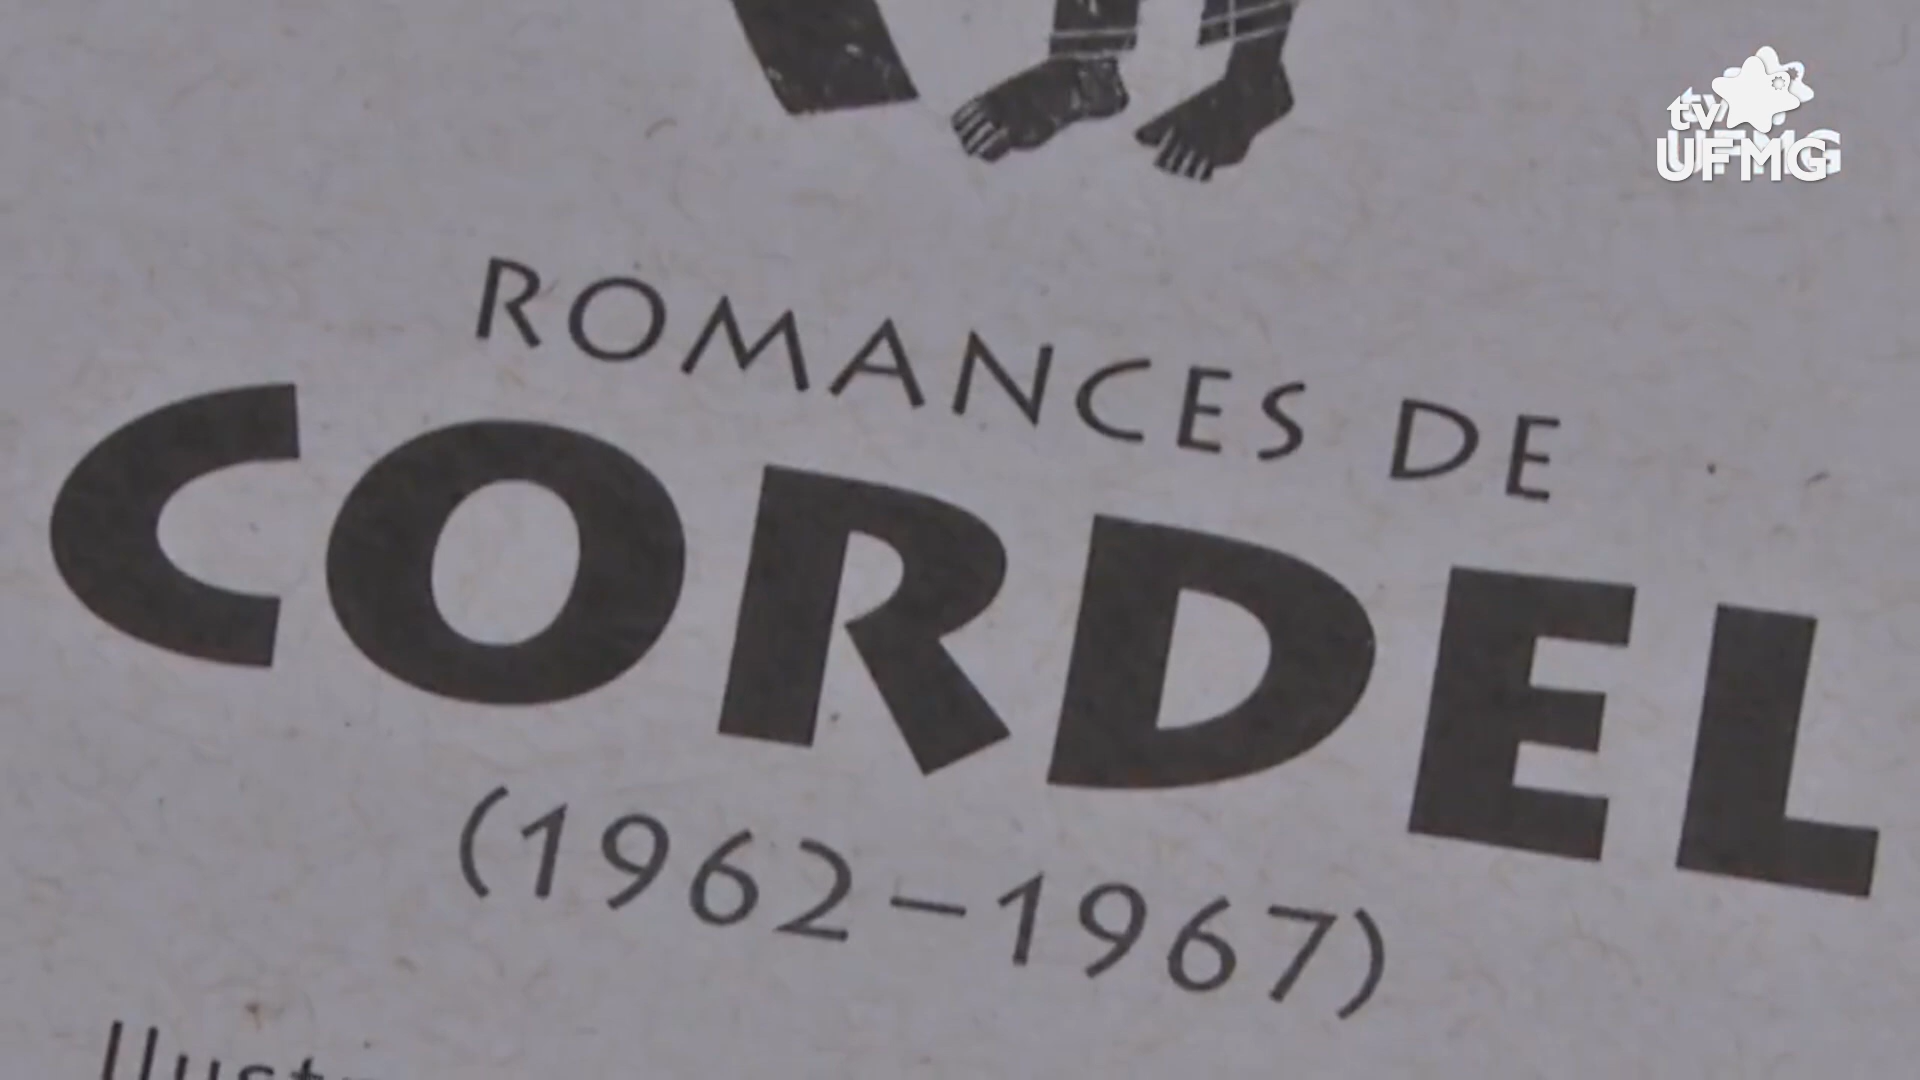 tv
UFMG
ROMANCES DE
CORDEL
(1962–1967)